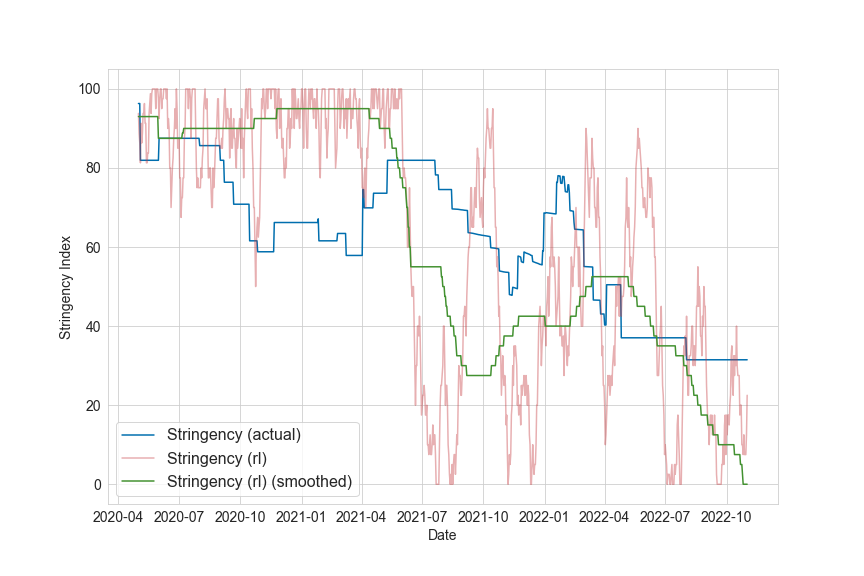 100
80
60
40
20
0
Stringency Index
Stringency (actual)
Stringency (rl)
Stringency (rl) (smoothed)
2020-04 2020-07 2020-10 2021-01 2021-04 2021-07 2021-10 2022-01 2022-04 2022-07 2022-10
Date